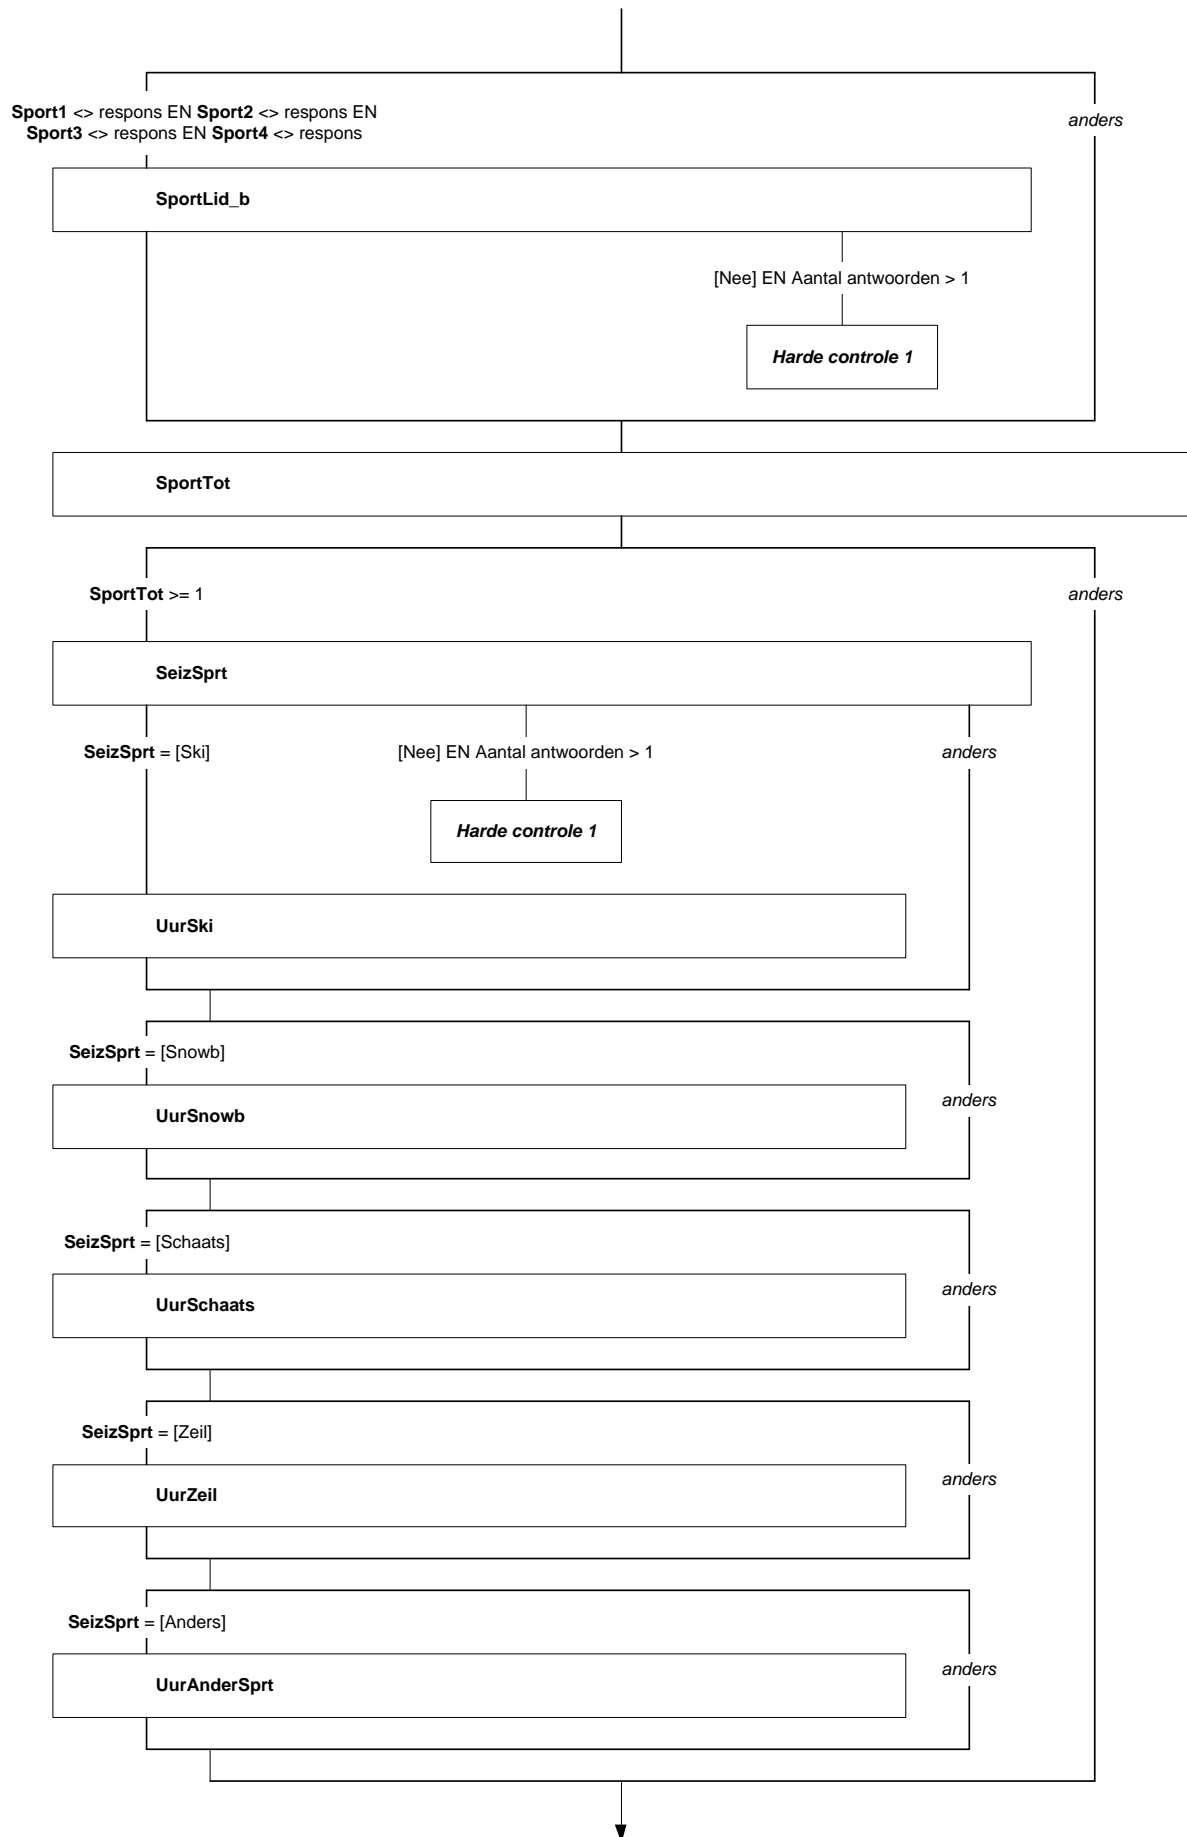 Sport1 <> respons EN Sport2 <> respons EN
Sport3 <> respons EN Sport4 <> respons
anders
SportLid_b
[Nee] EN Aantal antwoorden > 1
Harde controle 1
SportTot
SportTot >= 1
anders
SeizSprt
SeizSprt = [Ski]
[Nee] EN Aantal antwoorden > 1
anders
Harde controle 1
UurSki
SeizSprt = [Snowb]
anders
UurSnowb
SeizSprt = [Schaats]
anders
UurSchaats
SeizSprt = [Zeil]
anders
UurZeil
SeizSprt = [Anders]
anders
UurAnderSprt